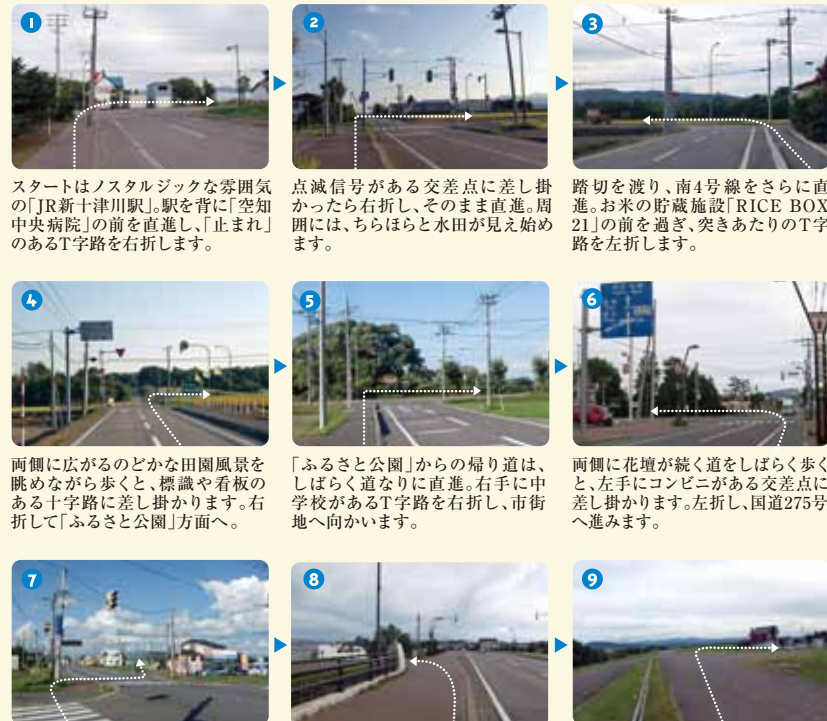 1
2
3
スタートはノスタルジックな雰囲気
の「JR新十津川駅」。駅を背に「空知
中央病院」の前を直進し、「止まれ」
のあるT字路を右折します。
点滅信号がある交差点に差し掛
かったら右折し、そのまま直進。周
囲には、ちらほらと水田が見え始め
ます。
踏切を渡り、南4号線をさらに直
進。お米の貯蔵施設「RICE BOX
21」の前を過ぎ、突きあたりのT字
路を左折します。
4
5
6
両側に広がるのどかな田園風景を
眺めながら歩くと、標識や看板の
ある十字路に差し掛かります。右
折して「ふるさと公園」方面へ。
「ふるさと公園」からの帰り道は、
しばらく道なりに直進。右手に中
学校があるT字路を右折し、市街
地へ向かいます。
両側に花壇が続く道をしばらく歩く
と、左手にコンビニがある交差点に
差し掛かります。左折し、国道275号
へ進みます。
7
8
9